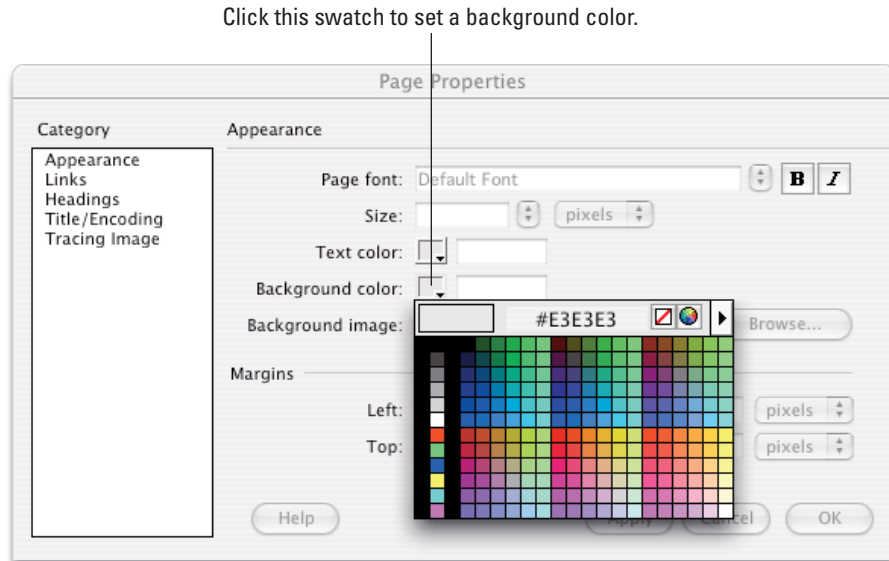 Click this swatch to set a background color.
Page Properties
Category
Appearance
Appearance
Links
Headings
Title/Encoding
Tracing Image
Page font: Default Font B I
Size: pixels
Text color:
Background color:
#E3E3E3
Background image: Browse...
Margins
Left: pixels
Top: pixels
Help Apply Cancel OK